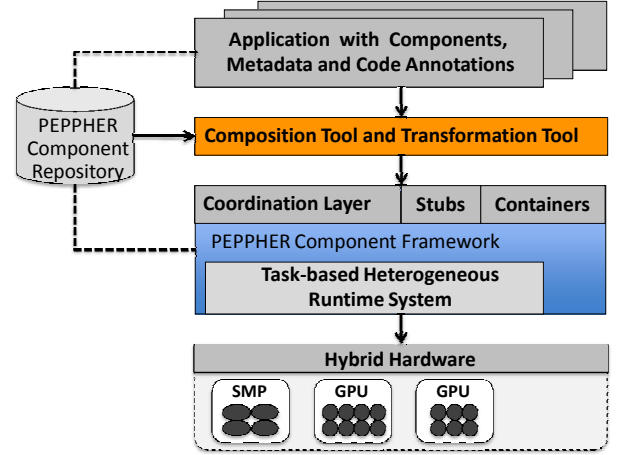 Application with Components,
Metadata and Code Annotations
PEPPHER
Component
Repository
Composition Tool and Transformation Tool
Coordination Layer
Stubs
Containers
PEPPHER Component Framework
Task-based Heterogeneous
Runtime System
Hybrid Hardware
SMP
GPU
GPU